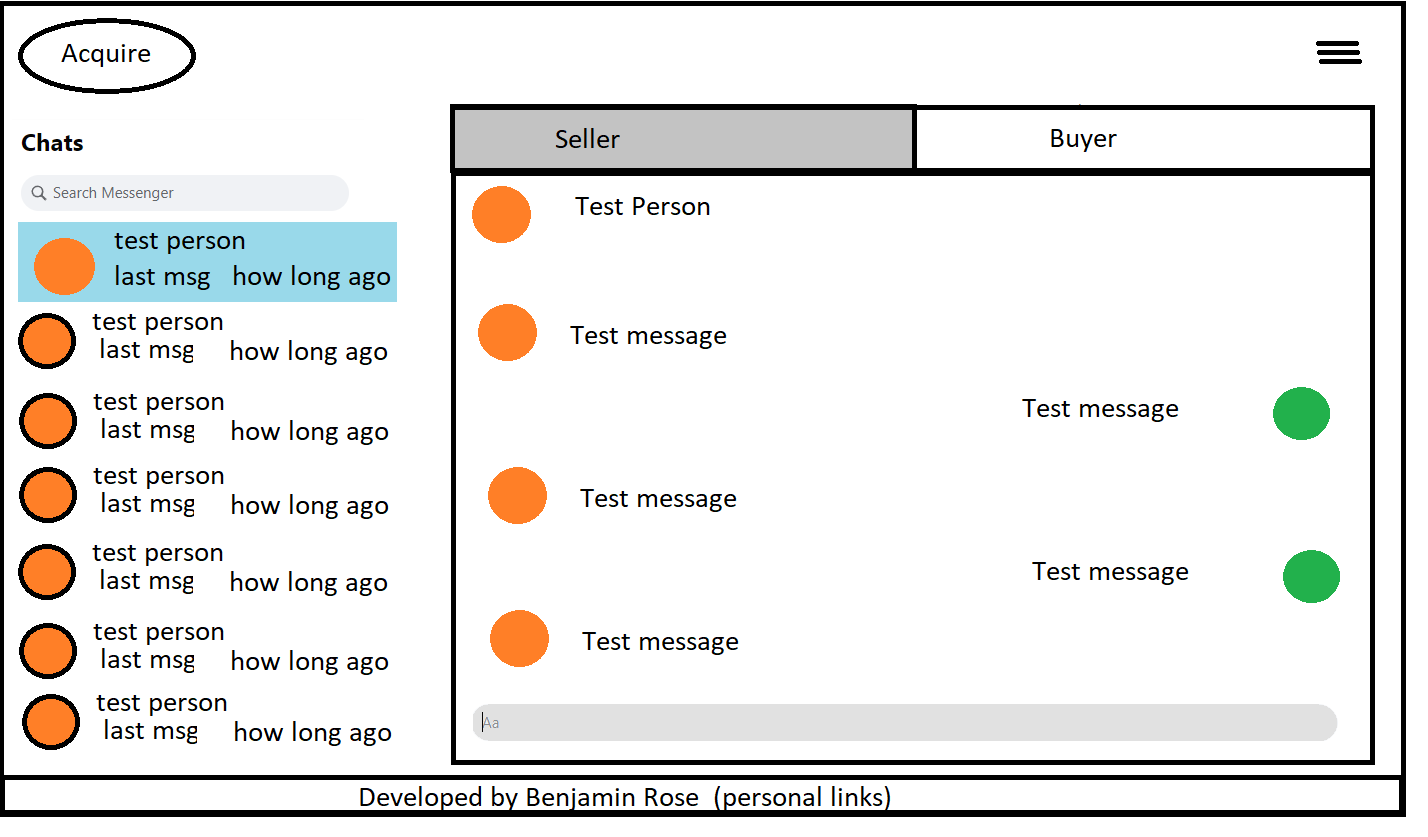 Acquire
Chats
Search Messenger
test person
last msg how long ago
test person
last msg how long ago
test person
last msg how long ago
test person
last msg how long ago
test person
last msg how long ago
test person
last msg how long ago
test person
last msg how long ago
Seller Buyer
Test Person
Test message
Test message
Test message
Test message
Test message
Aa
Developed by Benjamin Rose (personal links)